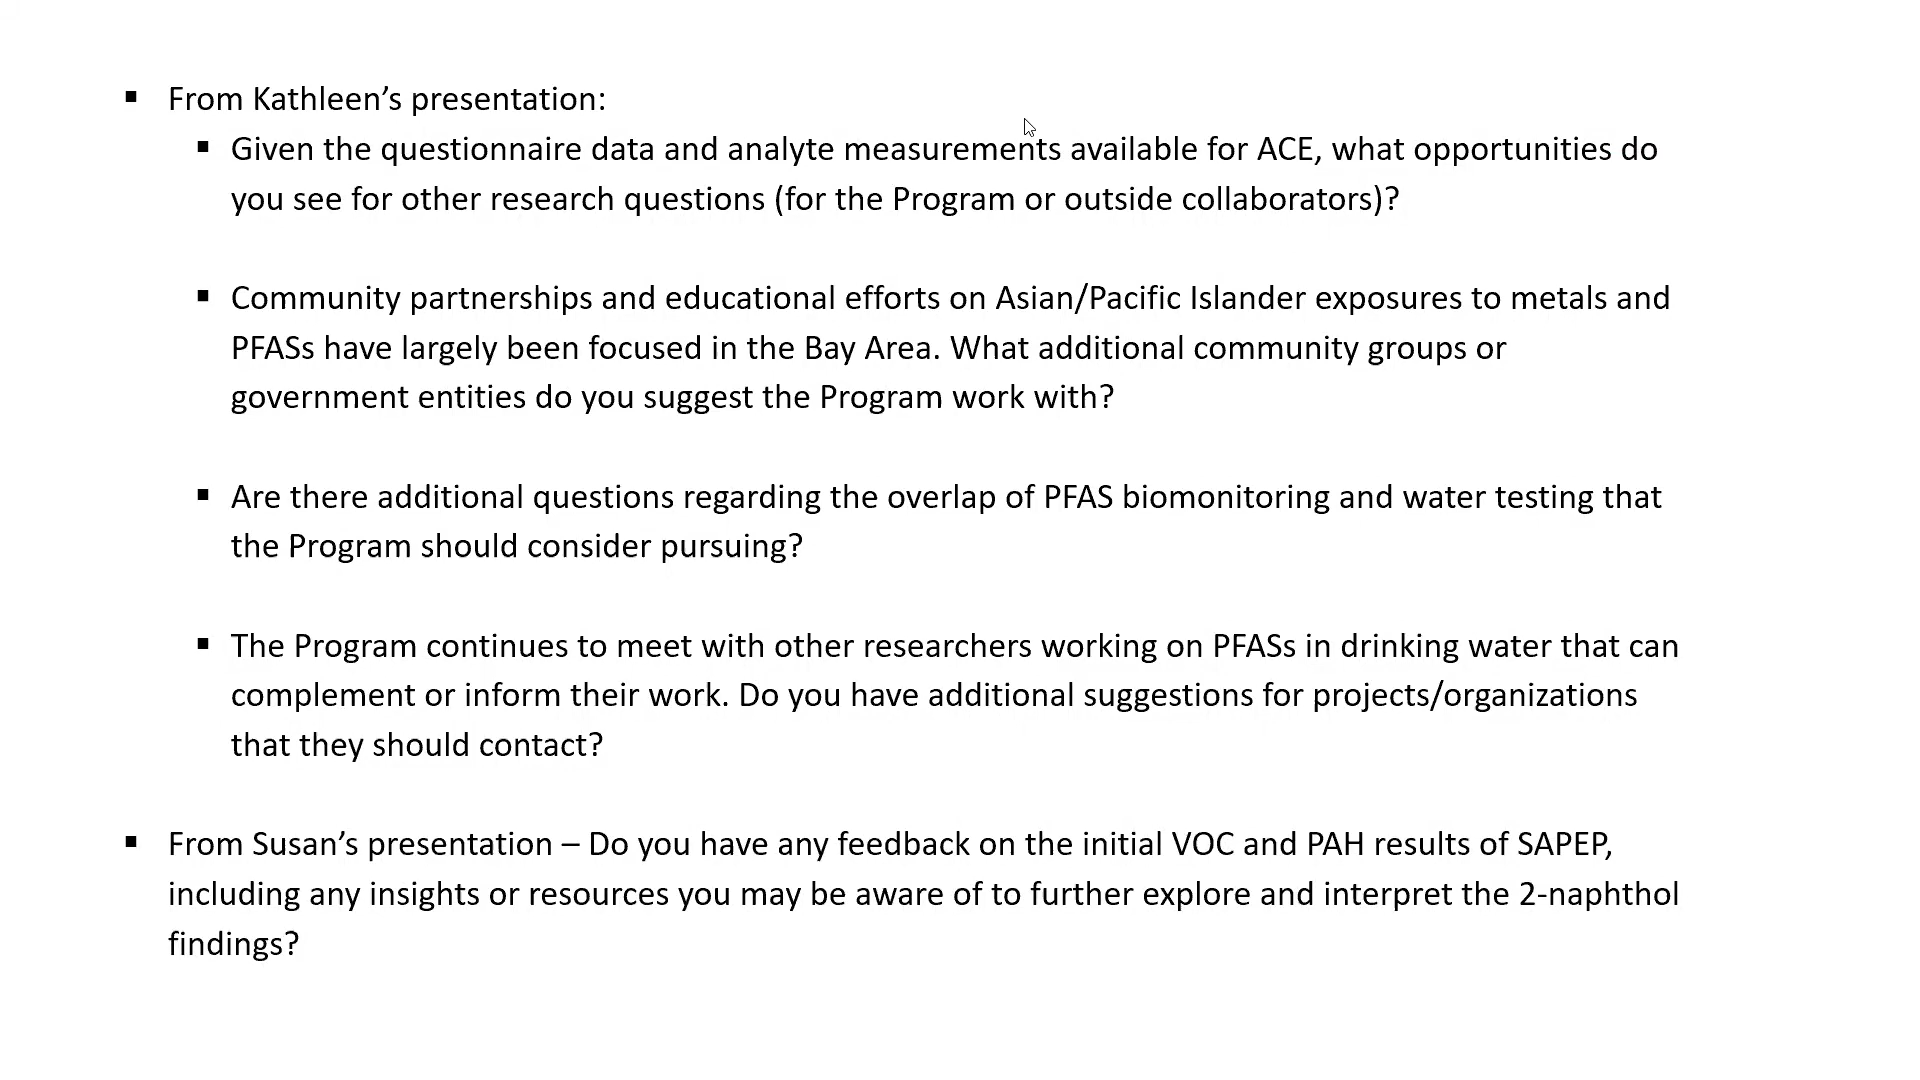 ▪ From Kathleen’s presentation:
▪ Given the questionnaire data and analyte measurements available for ACE, what opportunities do
you see for other research questions (for the Program or outside collaborators)?
▪ Community partnerships and educational efforts on Asian/Pacific Islander exposures to metals and
PFASs have largely been focused in the Bay Area. What additional community groups or
government entities do you suggest the Program work with?
▪ Are there additional questions regarding the overlap of PFAS biomonitoring and water testing that
the Program should consider pursuing?
▪ The Program continues to meet with other researchers working on PFASs in drinking water that can
complement or inform their work. Do you have additional suggestions for projects/organizations
that they should contact?
▪ From Susan’s presentation – Do you have any feedback on the initial VOC and PAH results of SAPEP,
including any insights or resources you may be aware of to further explore and interpret the 2-naphthol
findings?